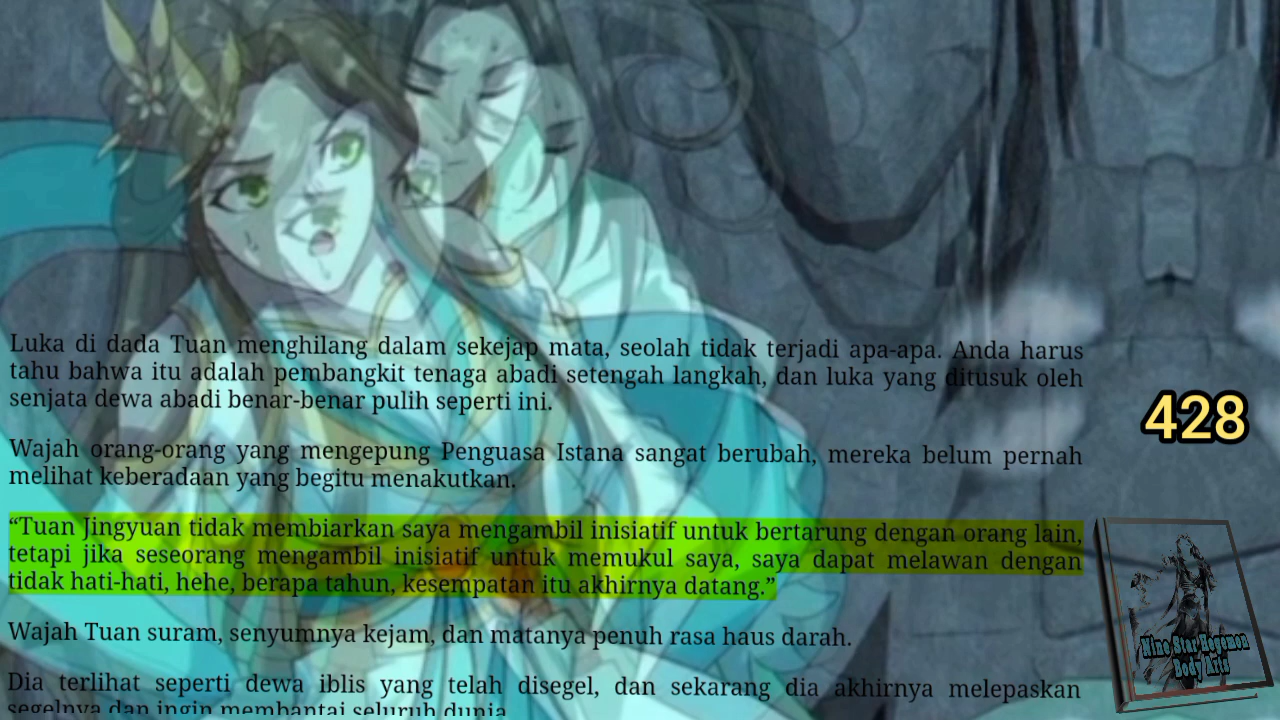 Luka di dada Tuan menghilang dalam sekejap mata, seolah tidak terjadi apa-apa. Anda harus
tahu bahwa itu adalah pembangkit tenaga abadi setengah langkah, dan luka yang ditusuk oleh
senjata dewa abadi benar-benar pulih seperti ini.
Wajah orang-orang yang mengepung Penguasa Istana sangat berubah, mereka belum pernah
melihat keberadaan yang begitu menakutkan.
428
“Tuan Jingyuan tidak membiarkan saya mengambil inisiatif untuk bertarung dengan orang lain,
tetapi jika seseorang mengambil inisiatif untuk memukul saya, saya dapat melawan dengan
tidak hati-hati, hehe, berapa tahun, kesempatan itu akhirnya datang.”
Wajah Tuan suram, senyumnya kejam, dan matanya penuh rasa haus darah.
Dia terlihat seperti dewa iblis yang telah disegel, dan sekarang dia akhirnya melepaskan
segelnya dan ingin membantai seluruh dunia
Nine Star Hegemon
Body Arts